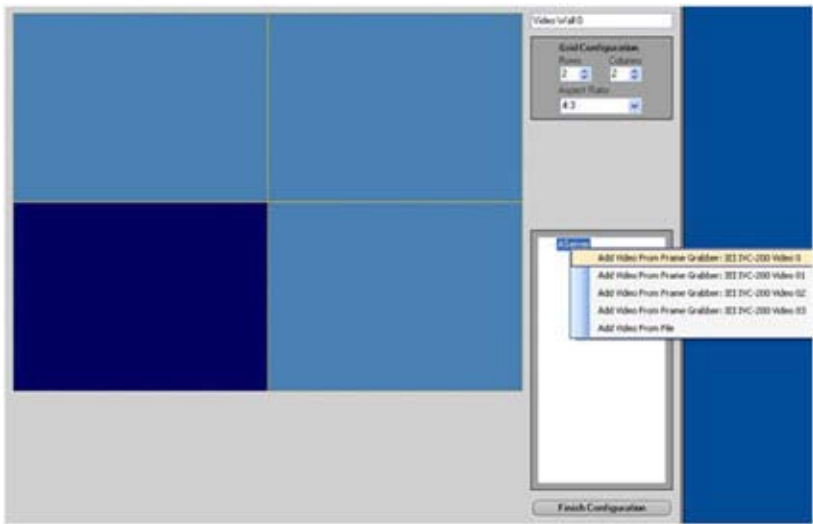 Video Wall 0
Grid Configuration
Rows Columns
2 2
Aspect Ratio
4:3
Add Video From Frame Grabber: IEI IVC-200 Video 0
Add Video From Frame Grabber: IEI IVC-200 Video 01
Add Video From Frame Grabber: IEI IVC-200 Video 02
Add Video From Frame Grabber: IEI IVC-200 Video 03
Add Video From File
Finish Configuration